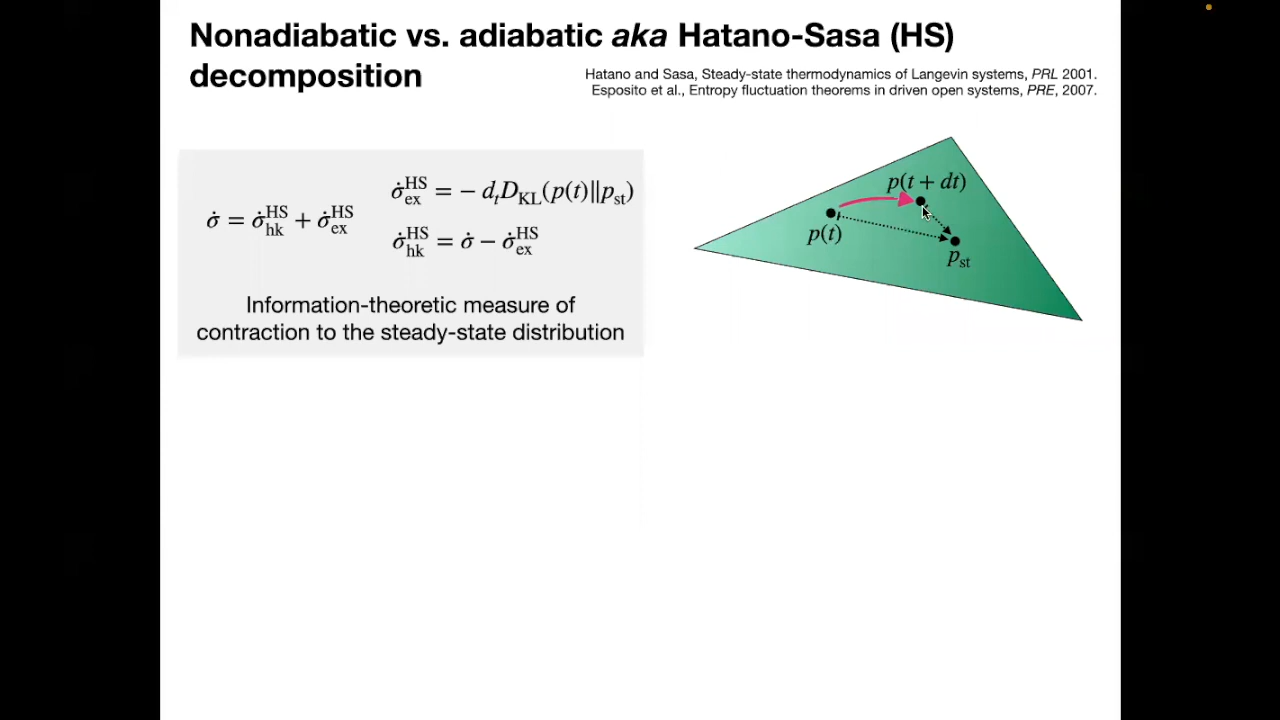 Nonadiabatic vs. adiabatic aka Hatano-Sasa (HS)
decomposition
Hatano and Sasa, Steady-state thermodynamics of Langevin systems, PRL 2001.
Esposito et al., Entropy fluctuation theorems in driven open systems, PRE, 2007.
σ̇ = σ̇_hk^HS + σ̇_ex^HS
σ̇_ex^HS = − d_t D_KL(p(t)||p_st)
σ̇_hk^HS = σ̇ − σ̇_ex^HS
Information-theoretic measure of
contraction to the steady-state distribution
p(t + dt)
p(t)
p_st